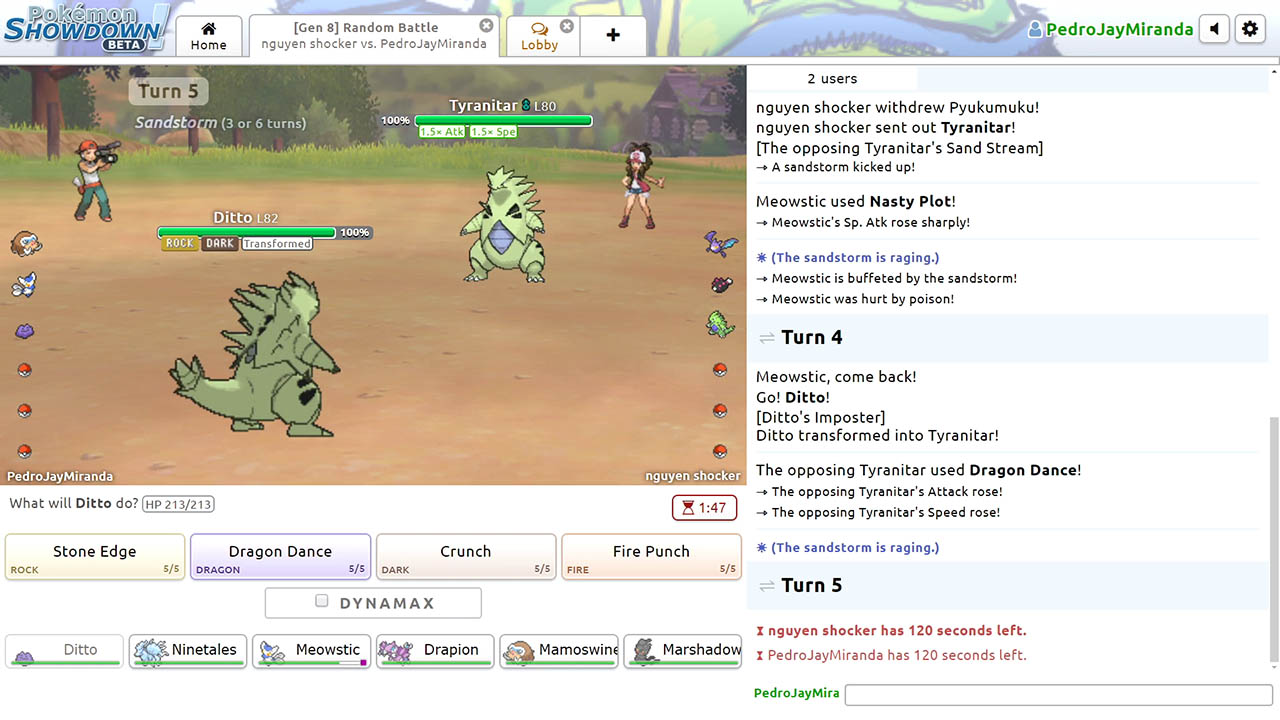 Pokémon
SHOWDOWN!
BETA
Home
[Gen 8] Random Battle
nguyen shocker vs. PedroJayMiranda
Lobby
PedroJayMiranda
Turn 5
Sandstorm (3 or 6 turns)
Tyranitar L80
100%
1.5× Atk 1.5× Spe
Ditto L82
100%
ROCK DARK Transformed
PedroJayMiranda
nguyen shocker
What will Ditto do? HP 213/213
1:47
Stone Edge
ROCK 5/5
Dragon Dance
DRAGON 5/5
Crunch
DARK 5/5
Fire Punch
FIRE 5/5
DYNAMAX
Ditto
Ninetales
Meowstic
Drapion
Mamoswine
Marshadow
2 users
nguyen shocker withdrew Pyukumuku!
nguyen shocker sent out Tyranitar!
[The opposing Tyranitar's Sand Stream]
→ A sandstorm kicked up!
Meowstic used Nasty Plot!
→ Meowstic's Sp. Atk rose sharply!
(The sandstorm is raging.)
→ Meowstic is buffeted by the sandstorm!
→ Meowstic was hurt by poison!
Turn 4
Meowstic, come back!
Go! Ditto!
[Ditto's Imposter]
Ditto transformed into Tyranitar!
The opposing Tyranitar used Dragon Dance!
→ The opposing Tyranitar's Attack rose!
→ The opposing Tyranitar's Speed rose!
(The sandstorm is raging.)
Turn 5
nguyen shocker has 120 seconds left.
PedroJayMiranda has 120 seconds left.
PedroJayMira